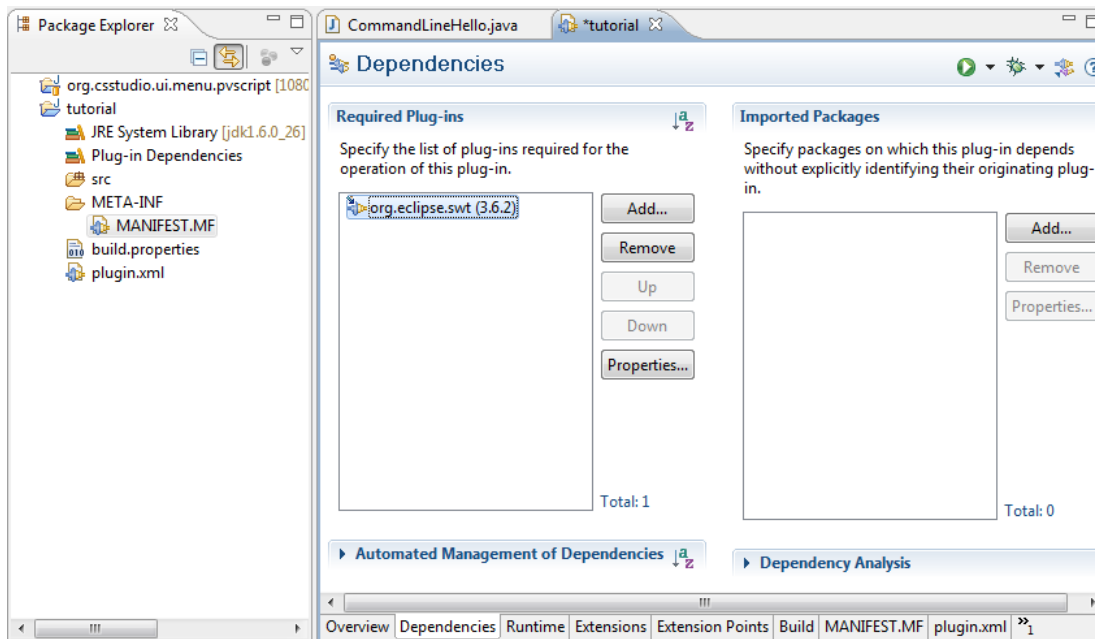 Package Explorer
org.csstudio.ui.menu.pvscript [1080
tutorial
JRE System Library [jdk1.6.0_26]
Plug-in Dependencies
src
META-INF
MANIFEST.MF
build.properties
plugin.xml
CommandLineHello.java
*tutorial
Dependencies
Required Plug-ins
Specify the list of plug-ins required for the
operation of this plug-in.
org.eclipse.swt (3.6.2)
Add...
Remove
Up
Down
Properties...
Total: 1
Automated Management of Dependencies
Imported Packages
Specify packages on which this plug-in depends
without explicitly identifying their originating plug-
in.
Add...
Remove
Properties...
Total: 0
Dependency Analysis
Overview Dependencies Runtime Extensions Extension Points Build MANIFEST.MF plugin.xml »1